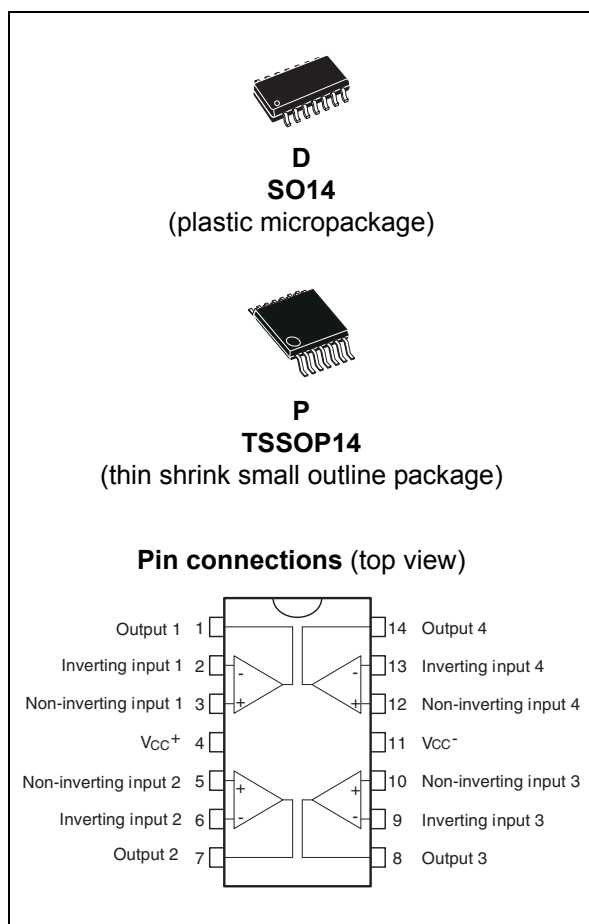 D
SO14
(plastic micropackage)
P
TSSOP14
(thin shrink small outline package)
Pin connections (top view)
Output 1 1 14 Output 4
Inverting input 1 2 - - 13 Inverting input 4
Non-inverting input 1 3 + + 12 Non-inverting input 4
VCC+ 4 11 VCC-
Non-inverting input 2 5 + + 10 Non-inverting input 3
Inverting input 2 6 - - 9 Inverting input 3
Output 2 7 8 Output 3